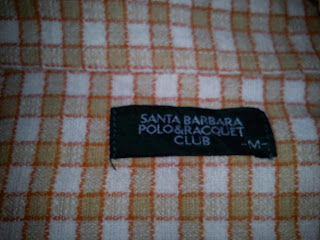 SANTA BARBARA
POLO&RACQUET
CLUB
-M-